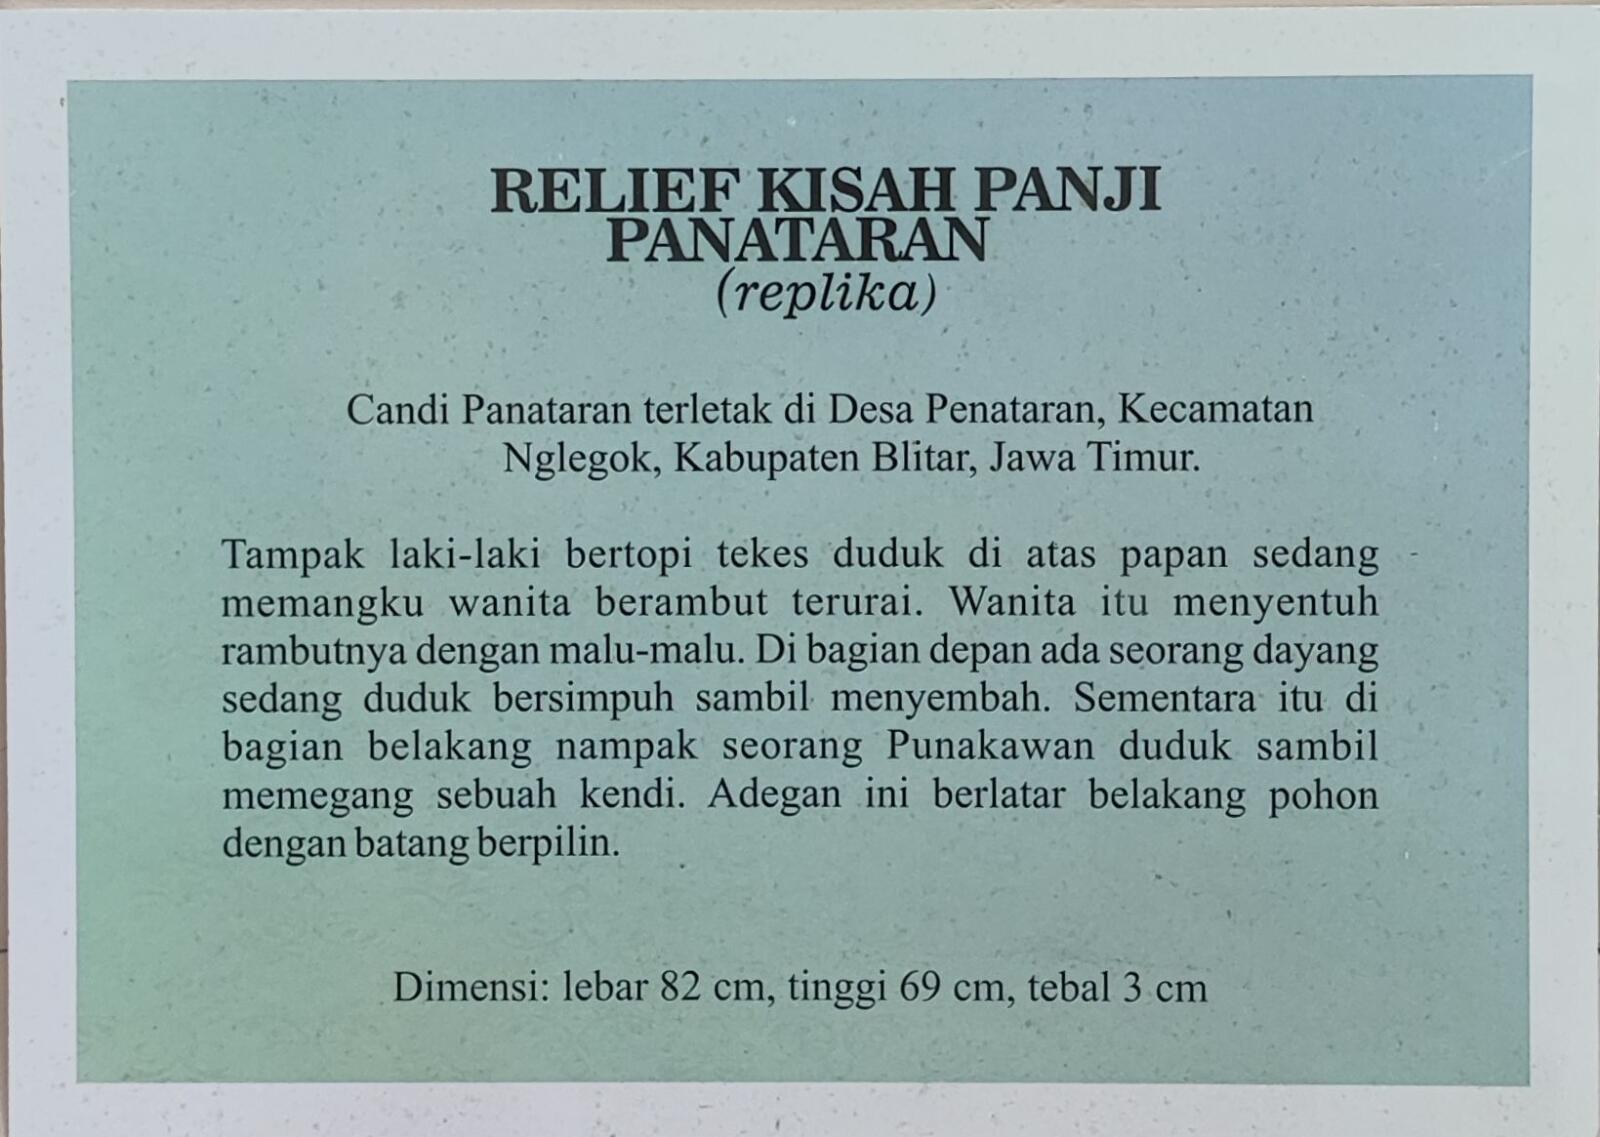 RELIEF KISAH PANJI
PANATARAN
(replika)
Candi Panataran terletak di Desa Penataran, Kecamatan
Nglegok, Kabupaten Blitar, Jawa Timur.
Tampak laki-laki bertopi tekes duduk di atas papan sedang
memangku wanita berambut terurai. Wanita itu menyentuh
rambutnya dengan malu-malu. Di bagian depan ada seorang dayang
sedang duduk bersimpuh sambil menyembah. Sementara itu di
bagian belakang nampak seorang Punakawan duduk sambil
memegang sebuah kendi. Adegan ini berlatar belakang pohon
dengan batang berpilin.
Dimensi: lebar 82 cm, tinggi 69 cm, tebal 3 cm